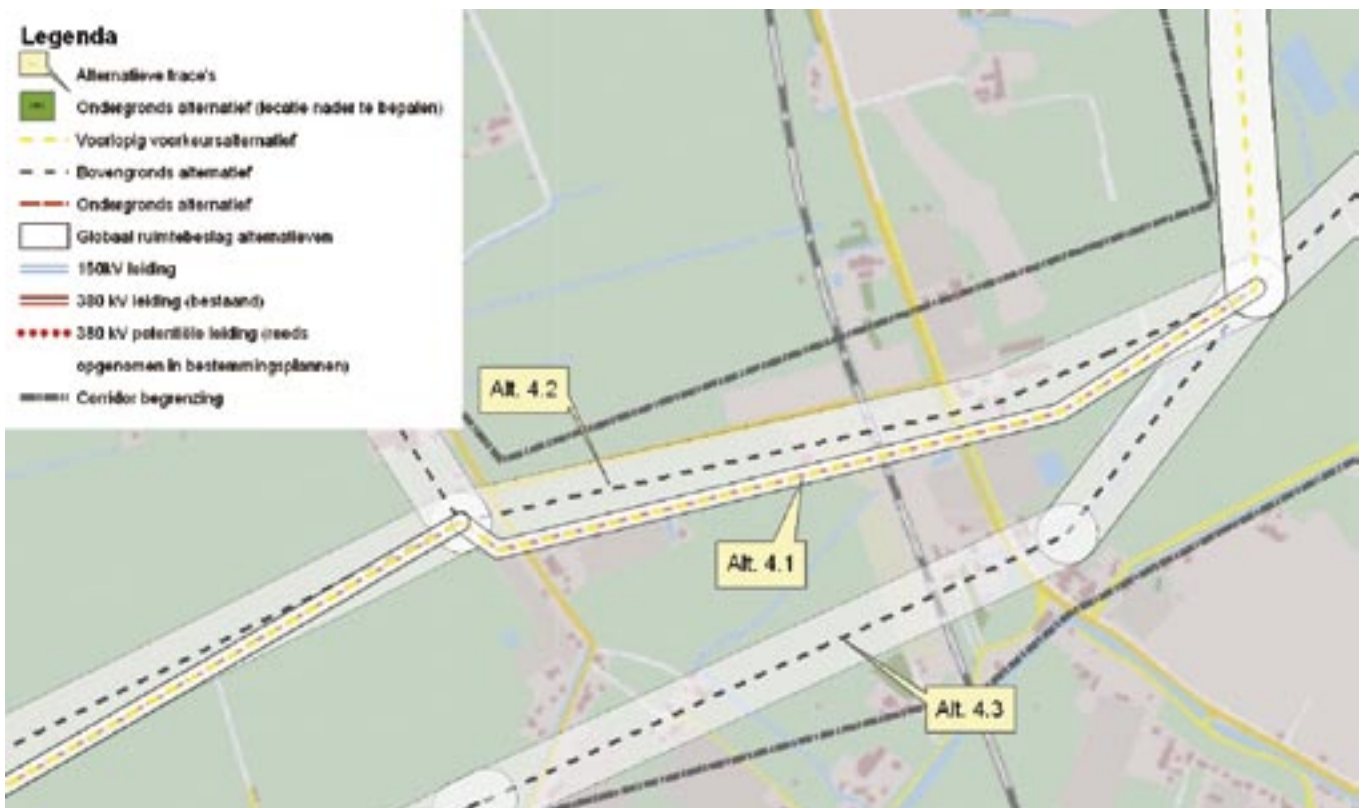 Legenda
Alternatieve trace's
Ondergronds alternatief (locatie nader te bepalen)
Voorlopig voorkeursalternatief
Bovengronds alternatief
Ondergronds alternatief
Globaal ruimtebeslag alternatieven
150kV leiding
380 kV leiding (bestaand)
380 kV potentiële leiding (reeds
opgenomen in bestemmingsplannen)
Corridor begrenzing
Alt. 4.2
Alt. 4.1
Alt. 4.3